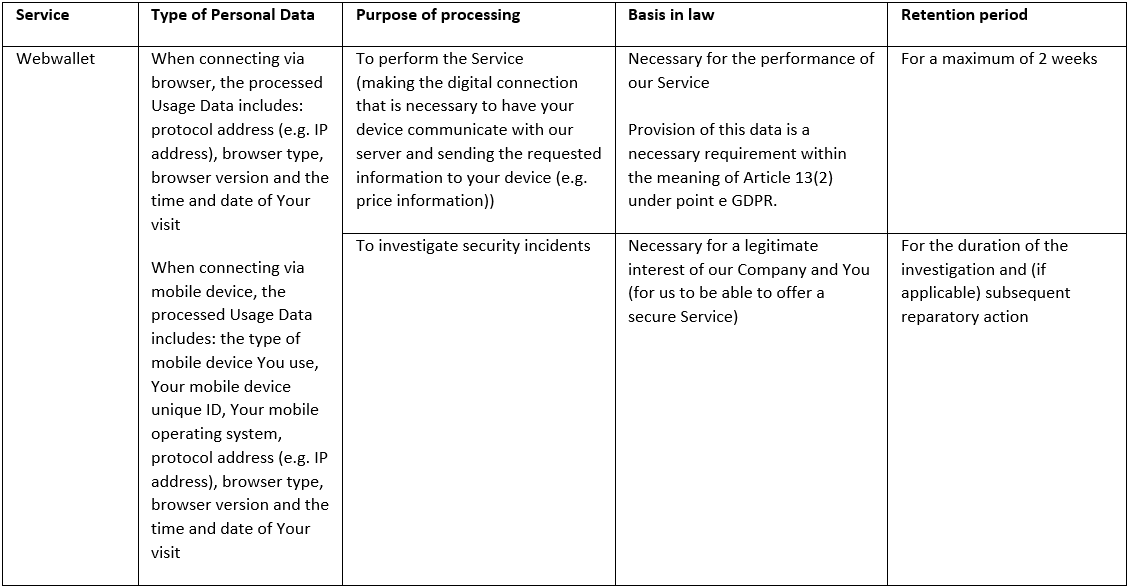 Service
Type of Personal Data
Purpose of processing
Basis in law
Retention period
Webwallet
When connecting via
browser, the processed
Usage Data includes:
protocol address (e.g. IP
address), browser type,
browser version and the
time and date of Your
visit
When connecting via
mobile device, the
processed Usage Data
includes: the type of
mobile device You use,
Your mobile device
unique ID, Your mobile
operating system,
protocol address (e.g. IP
address), browser type,
browser version and the
time and date of Your
visit
To perform the Service
(making the digital connection
that is necessary to have your
device communicate with our
server and sending the requested
information to your device (e.g.
price information))
Necessary for the performance of
our Service
Provision of this data is a
necessary requirement within
the meaning of Article 13(2)
under point e GDPR.
For a maximum of 2 weeks
To investigate security incidents
Necessary for a legitimate
interest of our Company and You
(for us to be able to offer a
secure Service)
For the duration of the
investigation and (if
applicable) subsequent
reparatory action